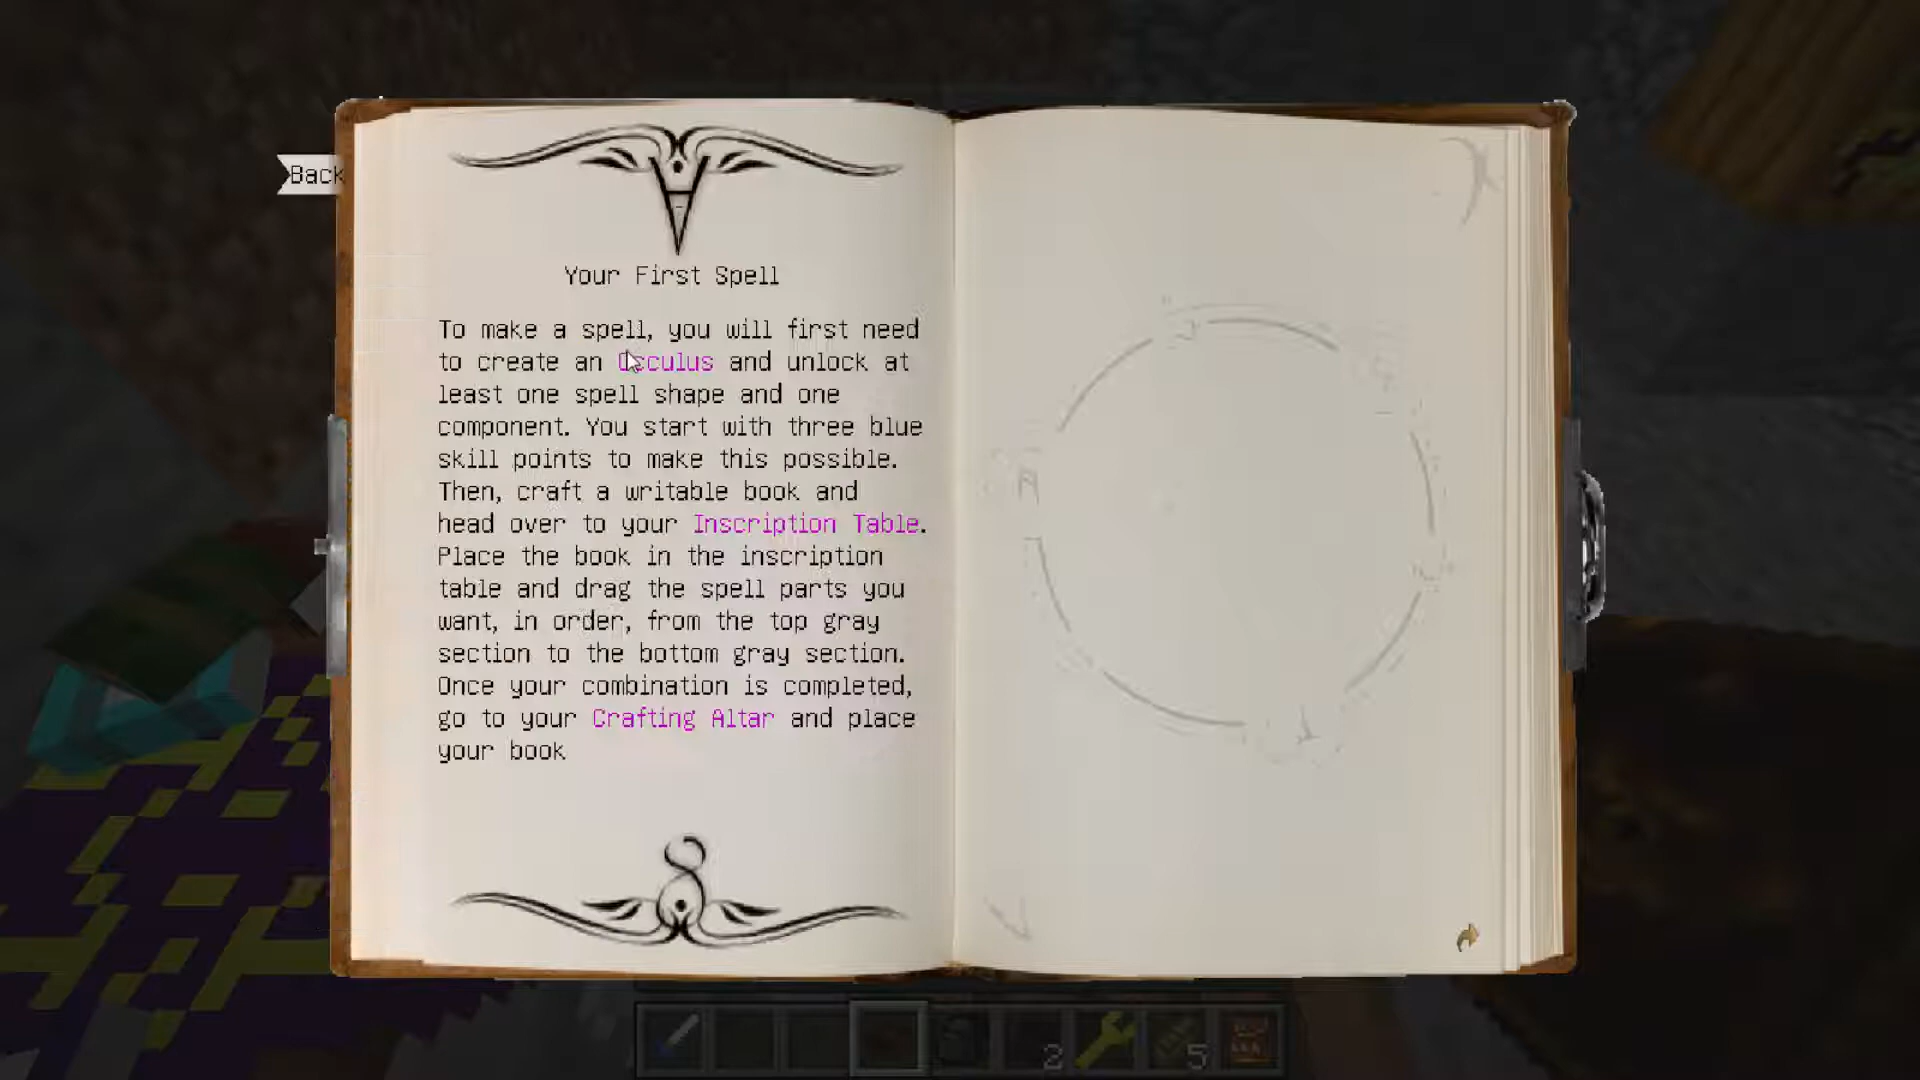 Back
Your First Spell
To make a spell, you will first need
to create an Occulus and unlock at
least one spell shape and one
component. You start with three blue
skill points to make this possible.
Then, craft a writable book and
head over to your Inscription Table.
Place the book in the inscription
table and drag the spell parts you
want, in order, from the top gray
section to the bottom gray section.
Once your combination is completed,
go to your Crafting Altar and place
your book
2
5